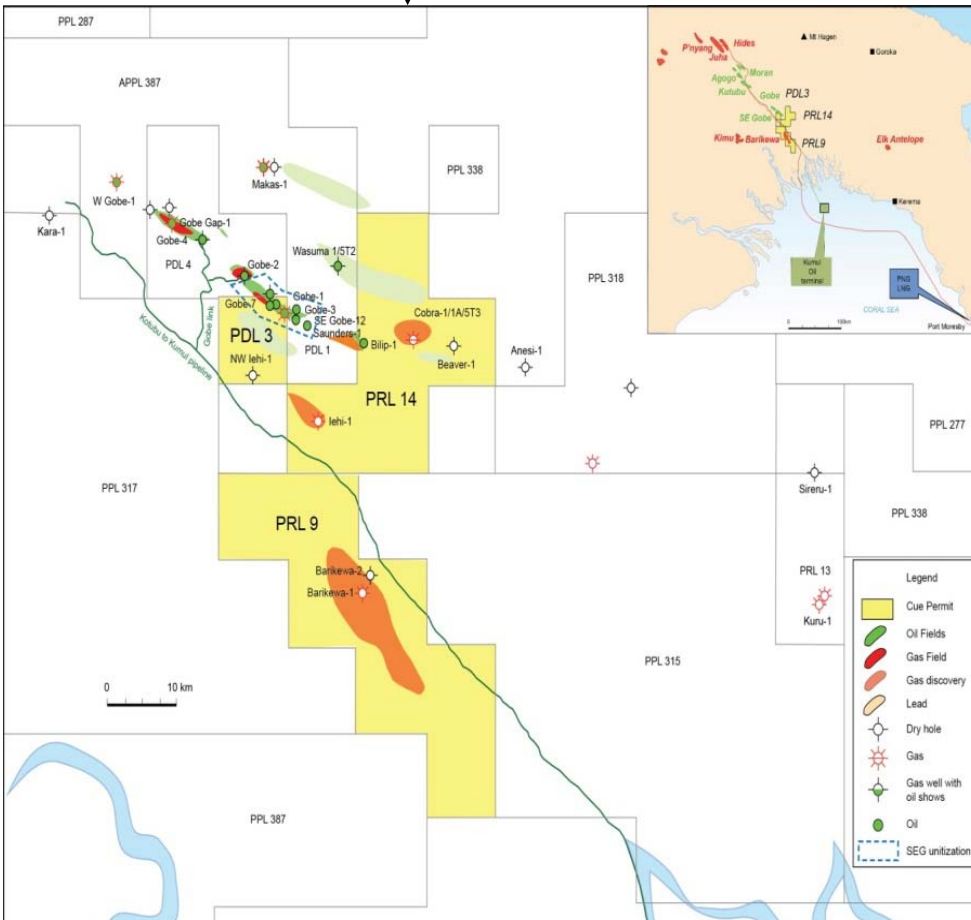 PPL 287
APPL 387
PPL 338
W Gobe-1
Makas-1
Kara-1
Gobe Gap-1
Gobe-4
PDL 4
Wasuma 1/5T2
PPL 318
Gobe-2
Gobe-1
Gobe-7
Gobe-3
SE Gobe-12
Saunders-1
Cobra-1/1A/5T3
PDL 3
PDL 1
Bilip-1
Beaver-1
Anesi-1
NW Iehi-1
Gobe link
Kotubu to Kumul pipeline
PRL 14
Iehi-1
PPL 277
PPL 317
Sireru-1
PRL 9
PPL 338
Barikewa-2
Barikewa-1
PRL 13
Kuru-1
PPL 315
0 10 km
PPL 387
P'nyang
Hides
Juha
Mt Hagen
Goroka
Moran
Agogo
Kutubu
Gobe
PDL3
SE Gobe
PRL14
Kimu
Barikewa
PRL9
Elk Antelope
Kerema
Kumul
Oil
terminal
PNG
LNG
CORAL SEA
Port Moresby
0 100km
Legend
Cue Permit
Oil Fields
Gas Field
Gas discovery
Lead
Dry hole
Gas
Gas well with
oil shows
Oil
SEG unitization